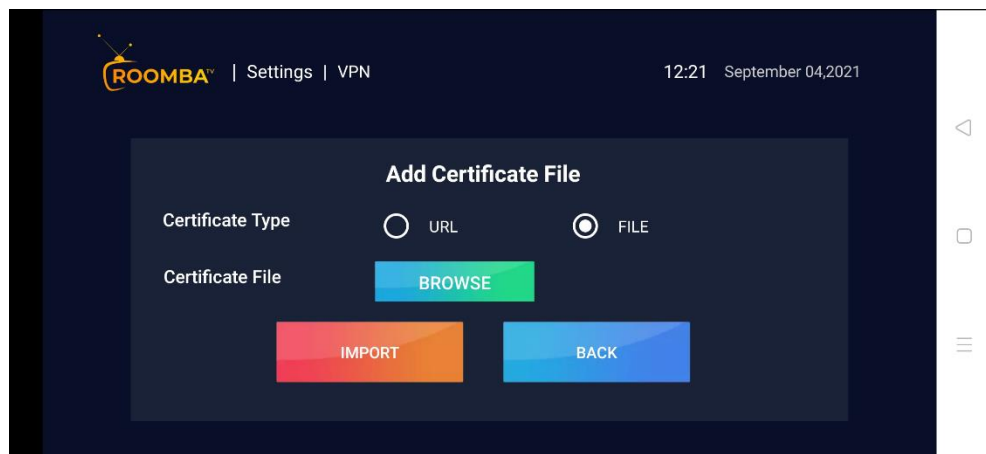 ROOMBA TV | Settings | VPN 12:21 September 04,2021
Add Certificate File
Certificate Type URL FILE
Certificate File BROWSE
IMPORT BACK